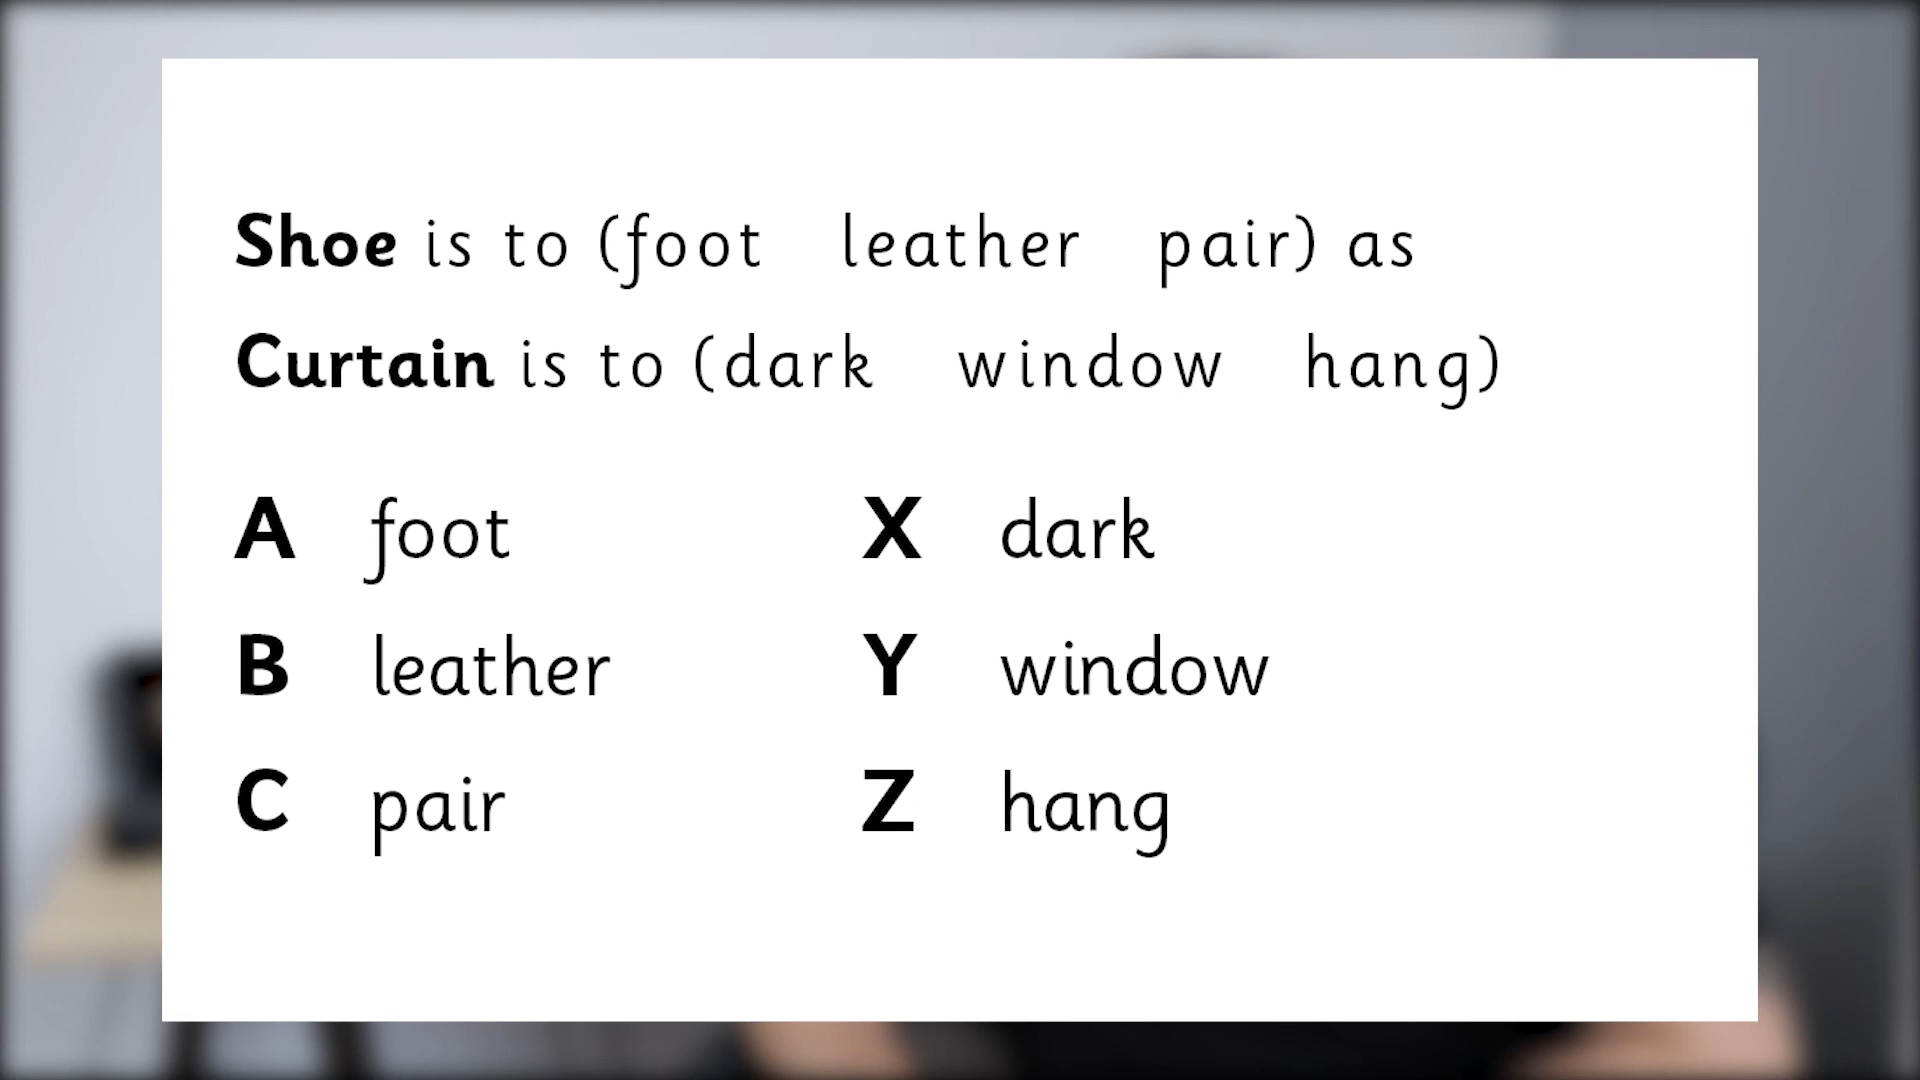 Shoe is to (foot leather pair) as
Curtain is to (dark window hang)
A foot X dark
B leather Y window
C pair Z hang